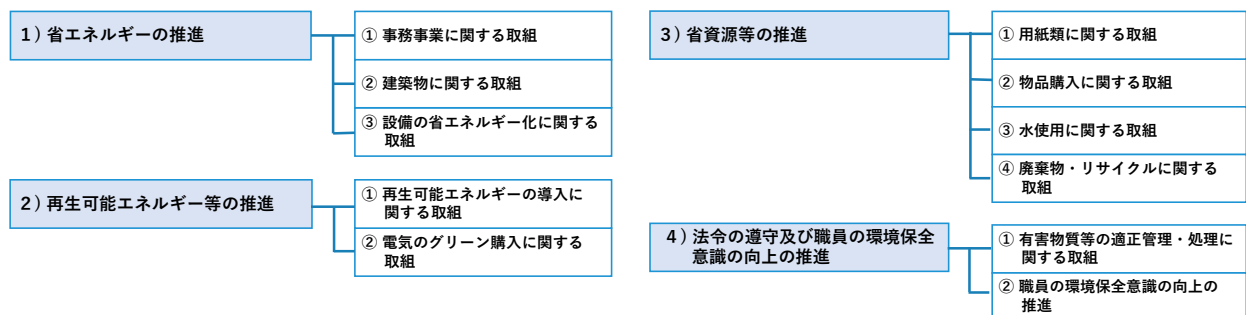 1）省エネルギーの推進
① 事務事業に関する取組
② 建築物に関する取組
③ 設備の省エネルギー化に関する
取組
2）再生可能エネルギー等の推進
① 再生可能エネルギーの導入に
関する取組
② 電気のグリーン購入に関する
取組
3）省資源等の推進
① 用紙類に関する取組
② 物品購入に関する取組
③ 水使用に関する取組
④ 廃棄物・リサイクルに関する
取組
4）法令の遵守及び職員の環境保全
意識の向上の推進
① 有害物質等の適正管理・処理に
関する取組
② 職員の環境保全意識の向上の
推進